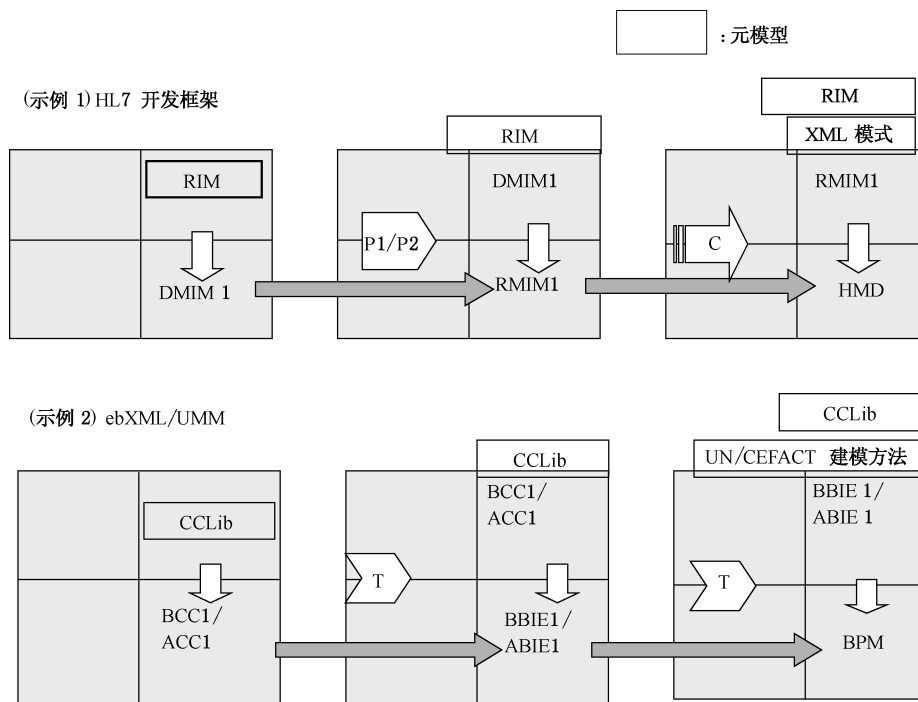 ：元模型
(示例 1) HL7 开发框架
RIM
DMIM 1
RIM
DMIM1
P1/P2
RMIM1
RIM
XML 模式
RMIM1
C
HMD
(示例 2) ebXML/UMM
CCLib
BCC1/
ACC1
CCLib
BCC1/
ACC1
T
BBIE1/
ABIE1
CCLib
UN/CEFACT 建模方法
BBIE 1/
ABIE 1
T
BPM